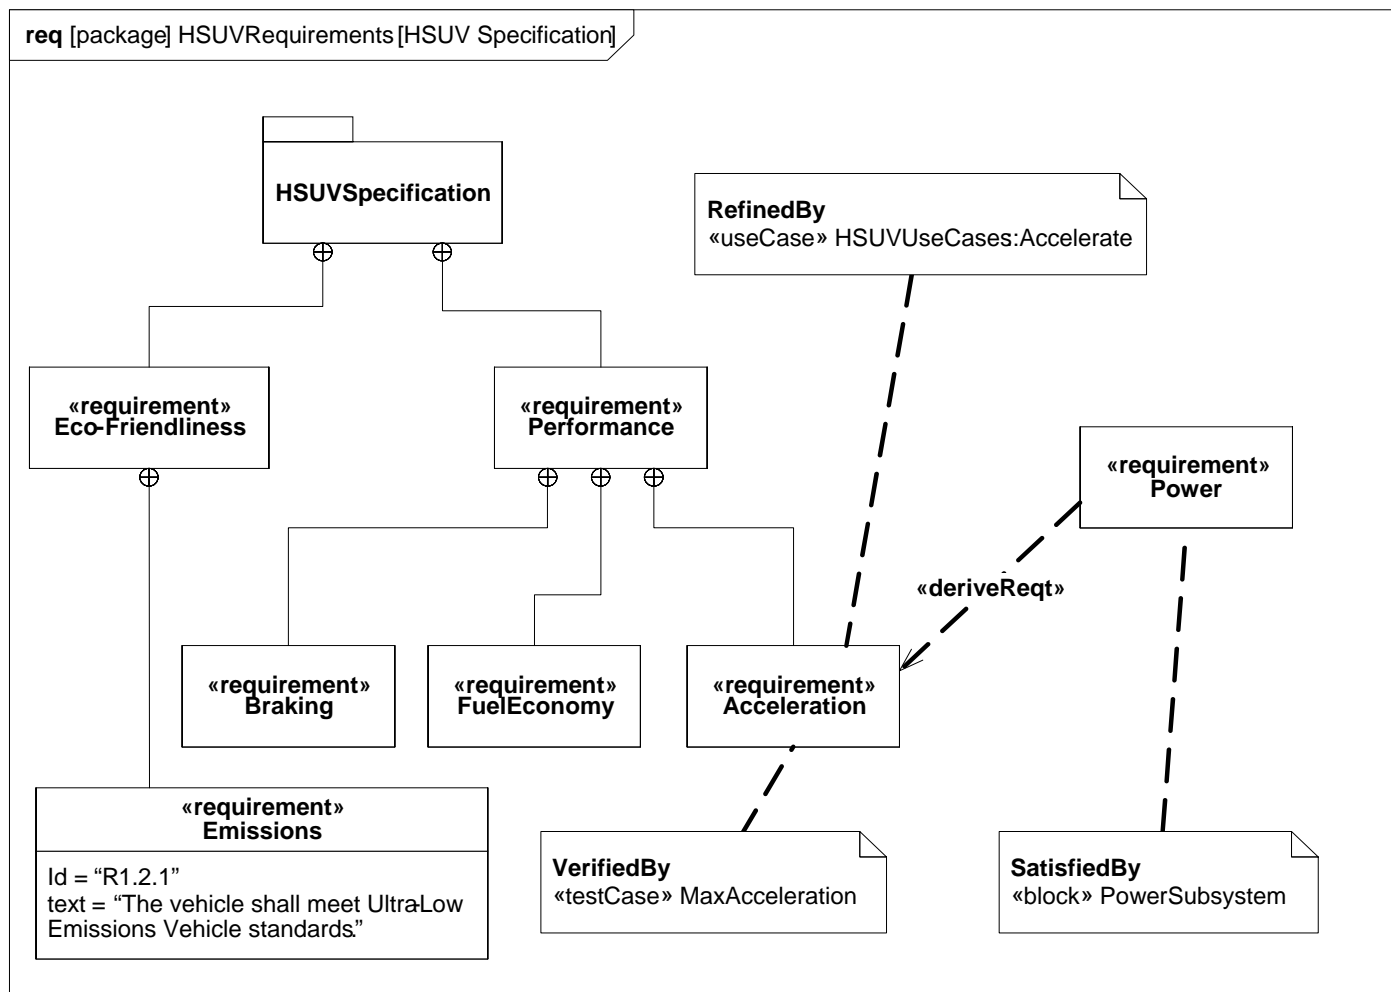 req [package] HSUVRequirements [HSUV Specification]
HSUVSpecification
RefinedBy
«useCase» HSUVUseCases:Accelerate
«requirement»
Eco-Friendliness
«requirement»
Performance
«requirement»
Power
«deriveReqt»
«requirement»
Braking
«requirement»
FuelEconomy
«requirement»
Acceleration
«requirement»
Emissions
Id = “R1.2.1”
text = “The vehicle shall meet Ultra-Low
Emissions Vehicle standards.”
VerifiedBy
«testCase» MaxAcceleration
SatisfiedBy
«block» PowerSubsystem